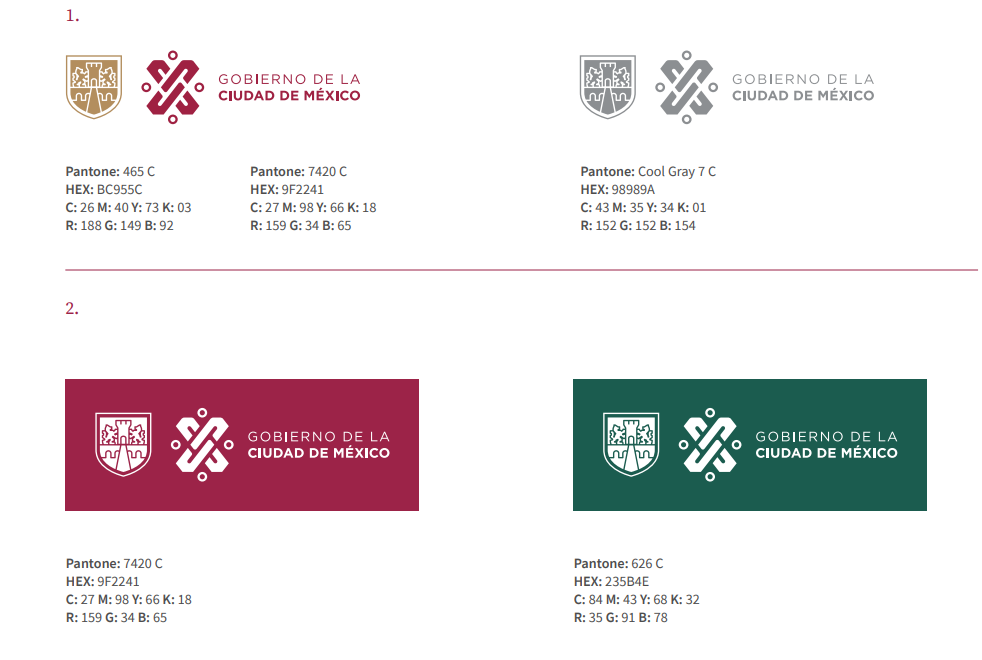 1.
GOBIERNO DE LA
CIUDAD DE MÉXICO
GOBIERNO DE LA
CIUDAD DE MÉXICO
Pantone: 465 C
HEX: BC955C
C: 26 M: 40 Y: 73 K: 03
R: 188 G: 149 B: 92
Pantone: 7420 C
HEX: 9F2241
C: 27 M: 98 Y: 66 K: 18
R: 159 G: 34 B: 65
Pantone: Cool Gray 7 C
HEX: 98989A
C: 43 M: 35 Y: 34 K: 01
R: 152 G: 152 B: 154
2.
GOBIERNO DE LA
CIUDAD DE MÉXICO
GOBIERNO DE LA
CIUDAD DE MÉXICO
Pantone: 7420 C
HEX: 9F2241
C: 27 M: 98 Y: 66 K: 18
R: 159 G: 34 B: 65
Pantone: 626 C
HEX: 235B4E
C: 84 M: 43 Y: 68 K: 32
R: 35 G: 91 B: 78